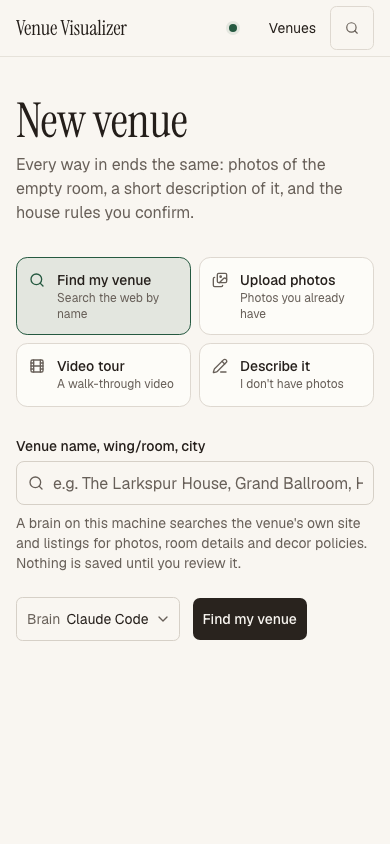 Venue Visualizer
Venues
New venue
Every way in ends the same: photos of the
empty room, a short description of it, and the
house rules you confirm.
Find my venue
Search the web by
name
Upload photos
Photos you already
have
Video tour
A walk-through video
Describe it
I don't have photos
Venue name, wing/room, city
e.g. The Larkspur House, Grand Ballroom, H
A brain on this machine searches the venue's own site
and listings for photos, room details and decor policies.
Nothing is saved until you review it.
Brain Claude Code
Find my venue